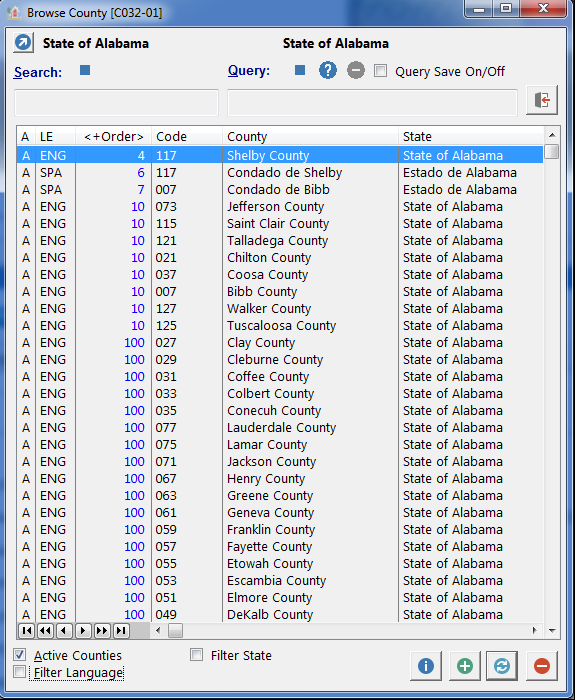 Browse County [C032-01]
State of Alabama State of Alabama
Search: Query: Query Save On/Off
A LE <+Order> Code County State
A ENG 4 117 Shelby County State of Alabama
A SPA 6 117 Condado de Shelby Estado de Alabama
A SPA 7 007 Condado de Bibb Estado de Alabama
A ENG 10 073 Jefferson County State of Alabama
A ENG 10 115 Saint Clair County State of Alabama
A ENG 10 121 Talladega County State of Alabama
A ENG 10 021 Chilton County State of Alabama
A ENG 10 037 Coosa County State of Alabama
A ENG 10 007 Bibb County State of Alabama
A ENG 10 127 Walker County State of Alabama
A ENG 10 125 Tuscaloosa County State of Alabama
A ENG 100 027 Clay County State of Alabama
A ENG 100 029 Cleburne County State of Alabama
A ENG 100 031 Coffee County State of Alabama
A ENG 100 033 Colbert County State of Alabama
A ENG 100 035 Conecuh County State of Alabama
A ENG 100 077 Lauderdale County State of Alabama
A ENG 100 075 Lamar County State of Alabama
A ENG 100 071 Jackson County State of Alabama
A ENG 100 067 Henry County State of Alabama
A ENG 100 063 Greene County State of Alabama
A ENG 100 061 Geneva County State of Alabama
A ENG 100 059 Franklin County State of Alabama
A ENG 100 057 Fayette County State of Alabama
A ENG 100 055 Etowah County State of Alabama
A ENG 100 053 Escambia County State of Alabama
A ENG 100 051 Elmore County State of Alabama
A ENG 100 049 DeKalb County State of Alabama
Active Counties Filter State
Filter Language